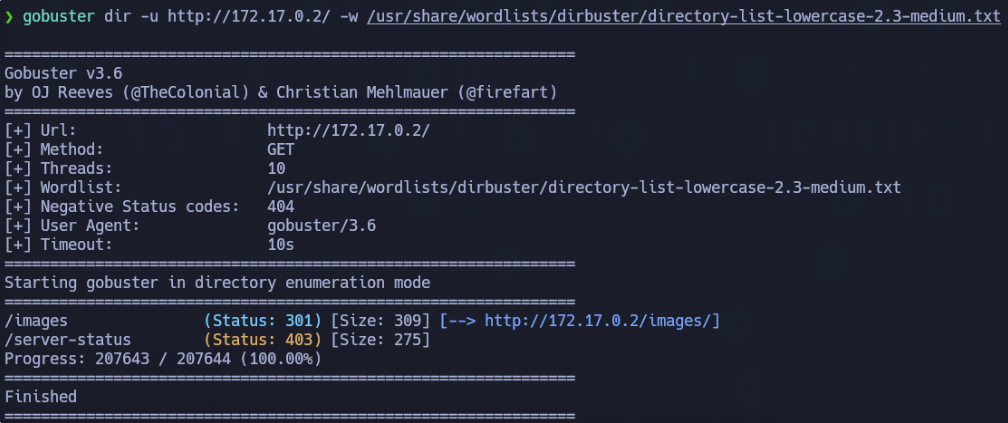 ❯ gobuster dir -u http://172.17.0.2/ -w /usr/share/wordlists/dirbuster/directory-list-lowercase-2.3-medium.txt
===============================================================
Gobuster v3.6
by OJ Reeves (@TheColonial) & Christian Mehlmauer (@firefart)
===============================================================
[+] Url:                     http://172.17.0.2/
[+] Method:                  GET
[+] Threads:                 10
[+] Wordlist:                /usr/share/wordlists/dirbuster/directory-list-lowercase-2.3-medium.txt
[+] Negative Status codes:   404
[+] User Agent:              gobuster/3.6
[+] Timeout:                 10s
===============================================================
Starting gobuster in directory enumeration mode
===============================================================
/images               (Status: 301) [Size: 309] [--> http://172.17.0.2/images/]
/server-status        (Status: 403) [Size: 275]
Progress: 207643 / 207644 (100.00%)
===============================================================
Finished
===============================================================